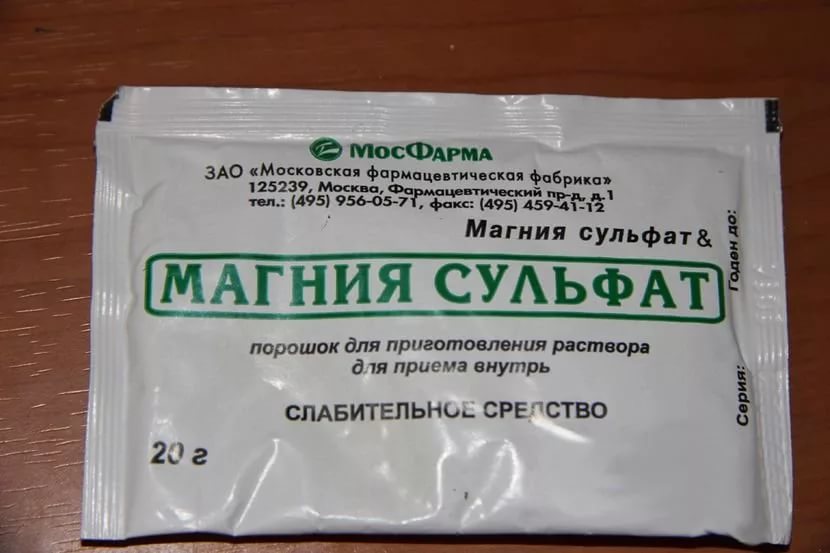 МОСФАРМА
ЗАО «Московская фармацевтическая фабрика»
125239, Москва, Фармацевтический пр-д, д.1
тел.: (495) 956-05-71, факс: (495) 459-41-12
Магния сульфат &
МАГНИЯ СУЛЬФАТ
порошок для приготовления раствора
для приема внутрь
СЛАБИТЕЛЬНОЕ СРЕДСТВО
20 г
Годен до:
Серия: